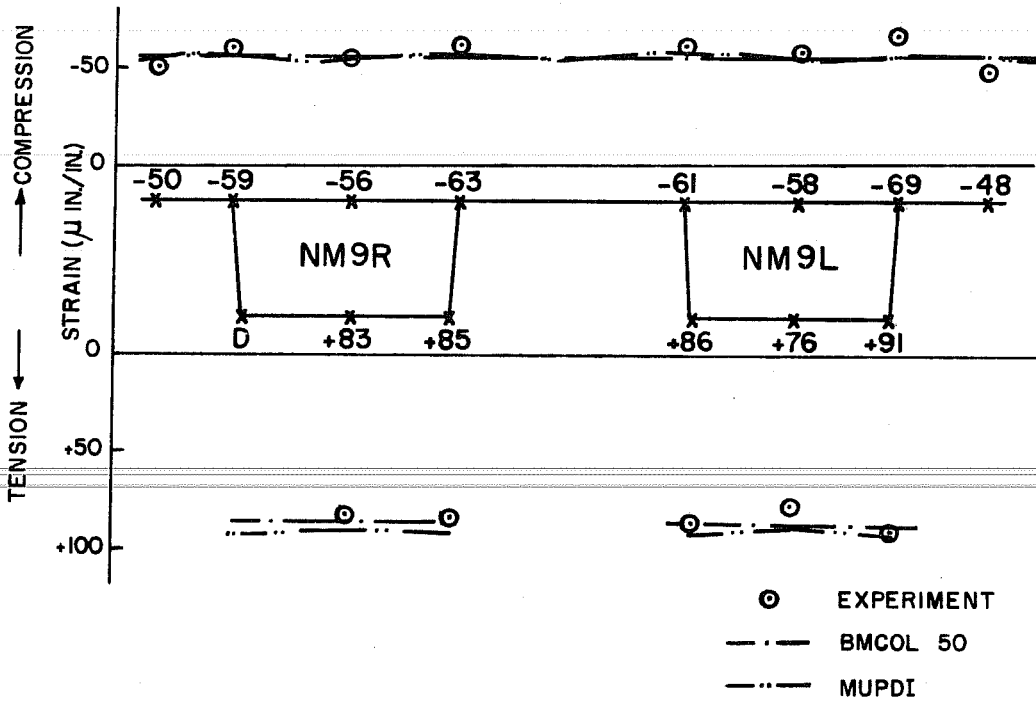 COMPRESSION
TENSION
STRAIN (μ IN./IN.)
-50
0
-50 -59 -56 -63 -61 -58 -69 -48
NM9R NM9L
D +83 +85 +86 +76 +91
0
+50
+100
EXPERIMENT
BMCOL 50
MUPDI